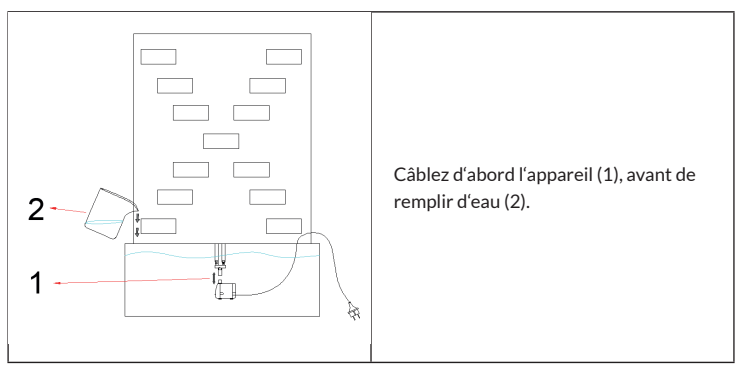 2
1
Câblez d‘abord l‘appareil (1), avant de
remplir d‘eau (2).